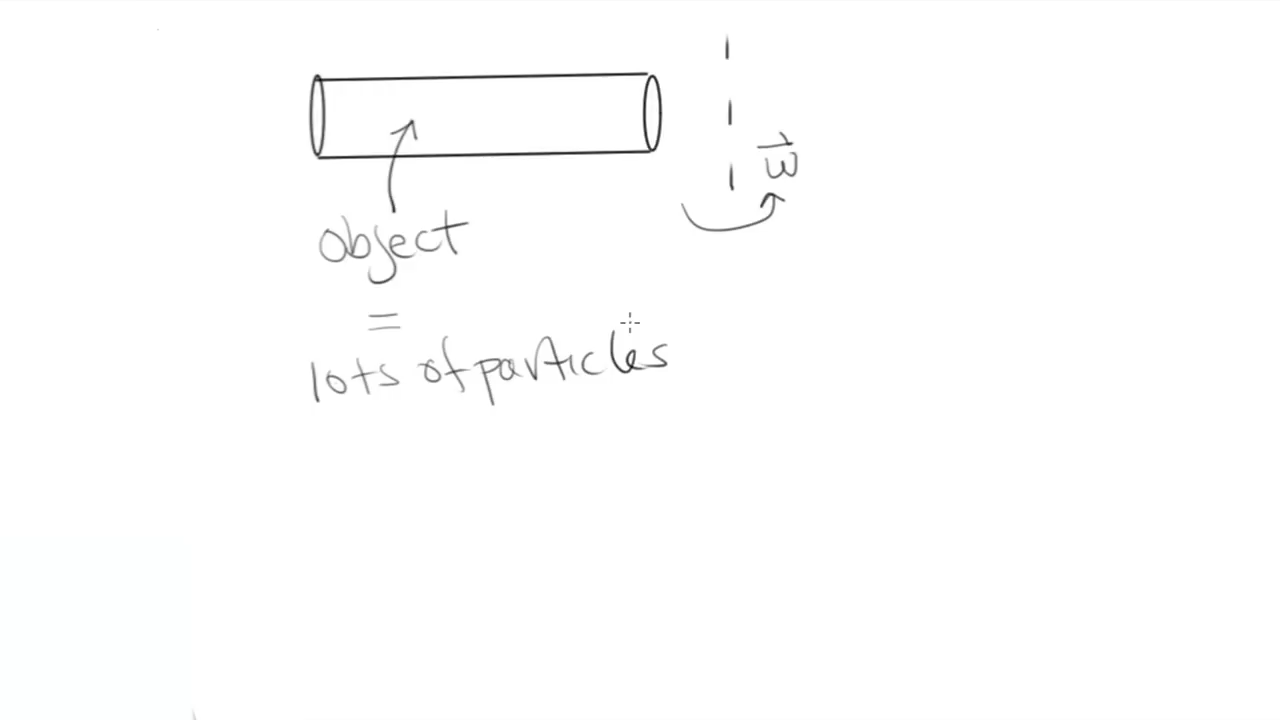 ω⃗
object
=
lots of particles